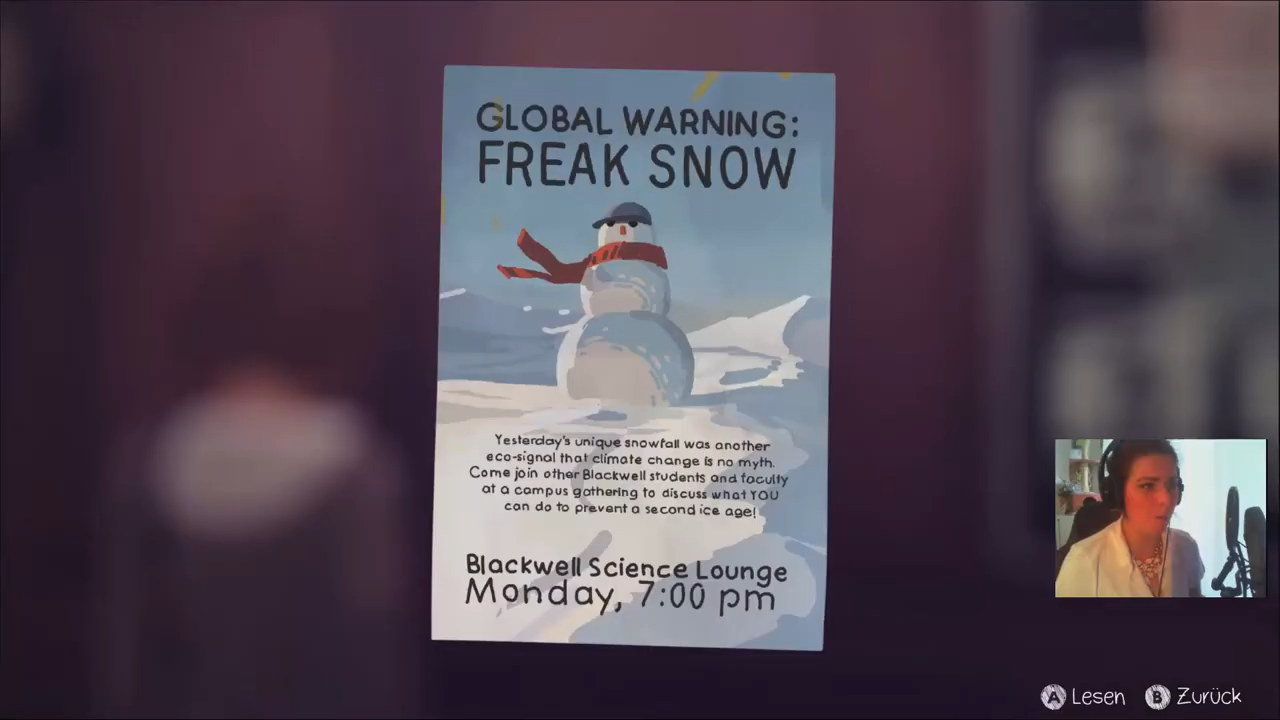 GLOBAL WARNING:
FREAK SNOW
Yesterday's unique snowfall was another
eco-signal that climate change is no myth.
Come join other Blackwell students and faculty
at a campus gathering to discuss what YOU
can do to prevent a second ice age!
Blackwell Science Lounge
Monday, 7:00 pm
A Lesen B Zurück